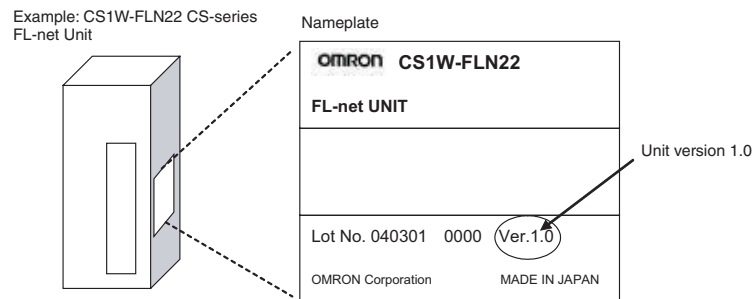 Example: CS1W-FLN22 CS-series
FL-net Unit
Nameplate
OMRON CS1W-FLN22
FL-net UNIT
Unit version 1.0
Lot No. 040301 0000 Ver.1.0
OMRON Corporation MADE IN JAPAN